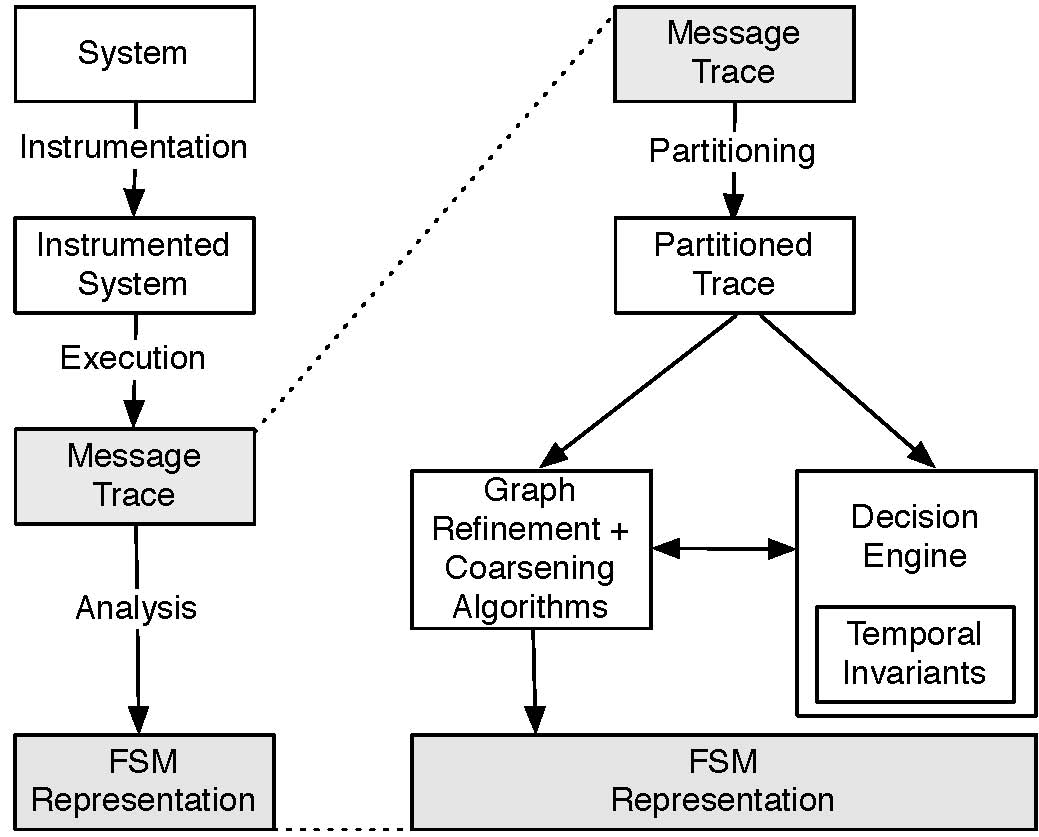 System
Instrumentation
Instrumented
System
Execution
Message
Trace
Analysis
FSM
Representation
Message
Trace
Partitioning
Partitioned
Trace
Graph
Refinement +
Coarsening
Algorithms
Decision
Engine
Temporal
Invariants
FSM
Representation